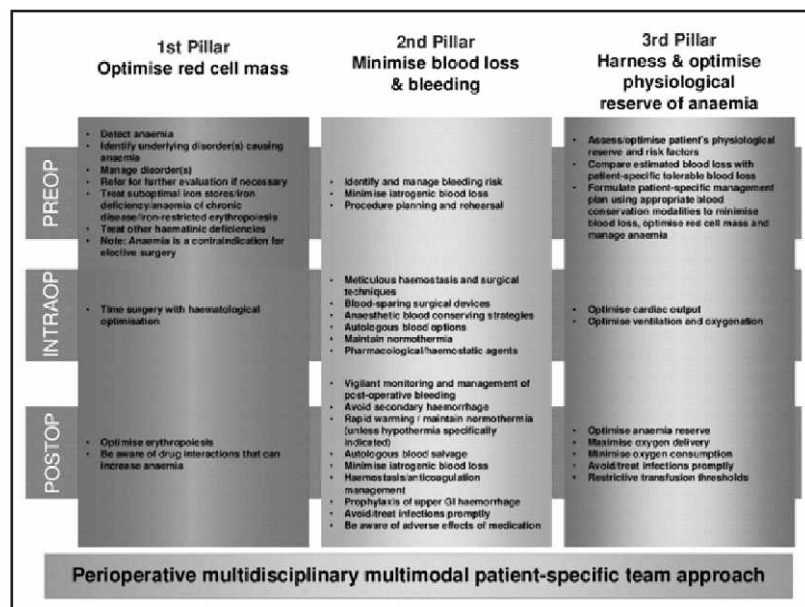 1st Pillar
Optimise red cell mass
2nd Pillar
Minimise blood loss
& bleeding
3rd Pillar
Harness & optimise
physiological
reserve of anaemia
PREOP
• Detect anaemia
• Identify underlying disorder(s) causing
anaemia
• Manage disorder(s)
• Refer for further evaluation if necessary
• Treat suboptimal iron stores/iron
deficiency/anaemia of chronic
disease/iron-restricted erythropoiesis
• Treat other haematinic deficiencies
• Note: Anaemia is a contraindication for
elective surgery
• Identify and manage bleeding risk
• Minimise iatrogenic blood loss
• Procedure planning and rehearsal
• Assess/optimise patient's physiological
reserve and risk factors
• Compare estimated blood loss with
patient-specific tolerable blood loss
• Formulate patient-specific management
plan using appropriate blood
conservation modalities to minimise
blood loss, optimise red cell mass and
manage anaemia
INTRAOP
• Time surgery with haematological
optimisation
• Meticulous haemostasis and surgical
techniques
• Blood-sparing surgical devices
• Anaesthetic blood conserving strategies
• Autologous blood options
• Maintain normothermia
• Pharmacological/haemostatic agents
• Optimise cardiac output
• Optimise ventilation and oxygenation
POSTOP
• Optimise erythropoiesis
• Be aware of drug interactions that can
increase anaemia
• Vigilant monitoring and management of
post-operative bleeding
• Avoid secondary haemorrhage
• Rapid warming / maintain normothermia
(unless hypothermia specifically
indicated)
• Autologous blood salvage
• Minimise iatrogenic blood loss
• Haemostasis/anticoagulation
management
• Prophylaxis of upper GI haemorrhage
• Avoid/treat infections promptly
• Be aware of adverse effects of medication
• Optimise anaemia reserve
• Maximise oxygen delivery
• Minimise oxygen consumption
• Avoid/treat infections promptly
• Restrictive transfusion thresholds
Perioperative multidisciplinary multimodal patient-specific team approach